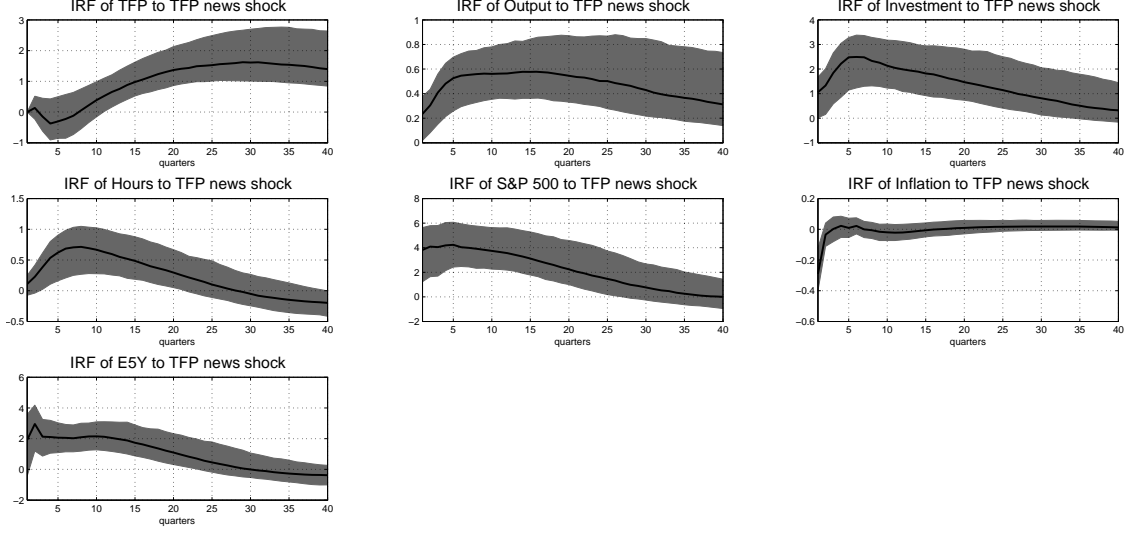 IRF of TFP to TFP news shock
3
2
1
0
−1
5 10 15 20 25 30 35 40
quarters
IRF of Output to TFP news shock
1
0.8
0.6
0.4
0.2
0
5 10 15 20 25 30 35 40
quarters
IRF of Investment to TFP news shock
4
3
2
1
0
−1
5 10 15 20 25 30 35 40
quarters
IRF of Hours to TFP news shock
1.5
1
0.5
0
−0.5
5 10 15 20 25 30 35 40
quarters
IRF of S&P 500 to TFP news shock
8
6
4
2
0
−2
5 10 15 20 25 30 35 40
quarters
IRF of Inflation to TFP news shock
0.2
0
−0.2
−0.4
−0.6
5 10 15 20 25 30 35 40
quarters
IRF of E5Y to TFP news shock
6
4
2
0
−2
5 10 15 20 25 30 35 40
quarters